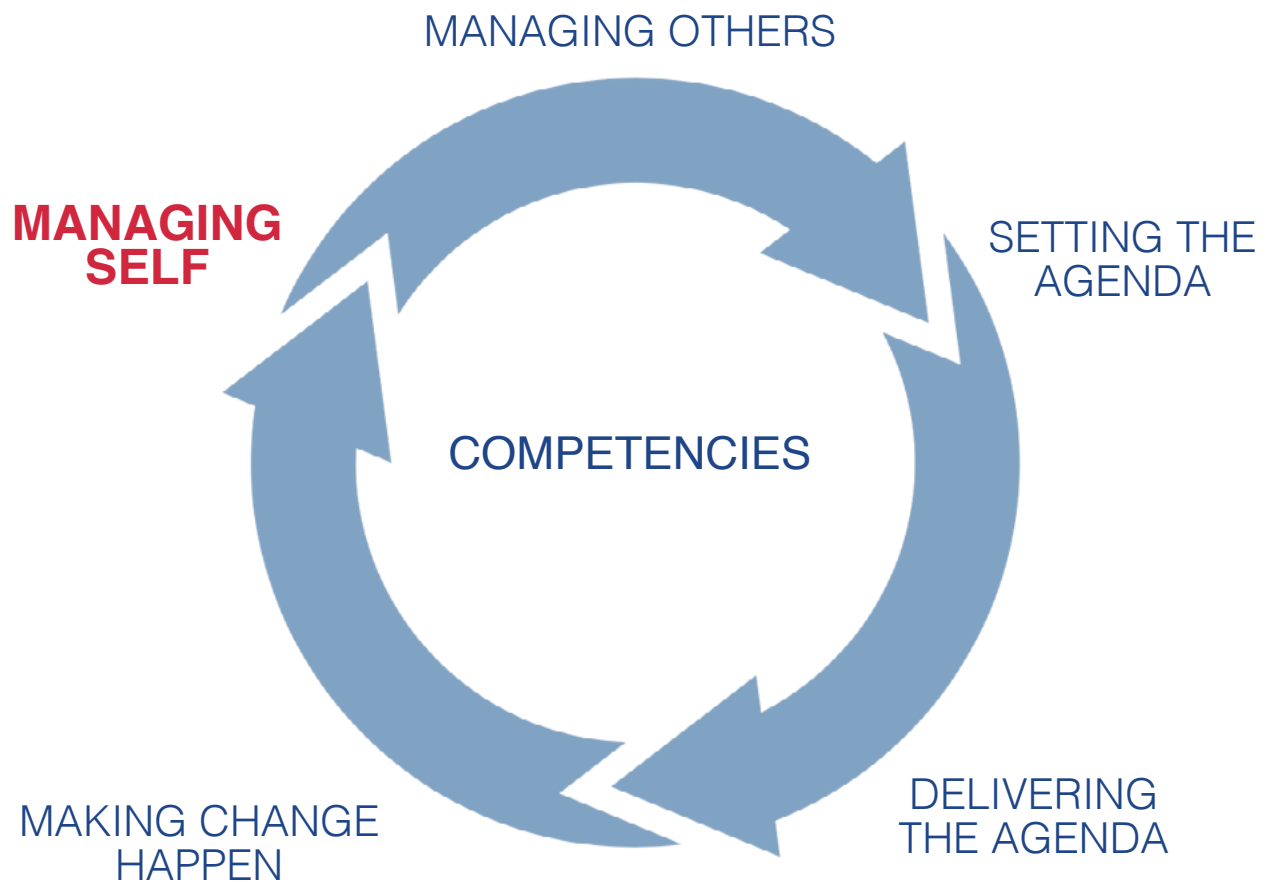 MANAGING OTHERS
MANAGING
SELF
SETTING THE
AGENDA
COMPETENCIES
DELIVERING
THE AGENDA
MAKING CHANGE
HAPPEN